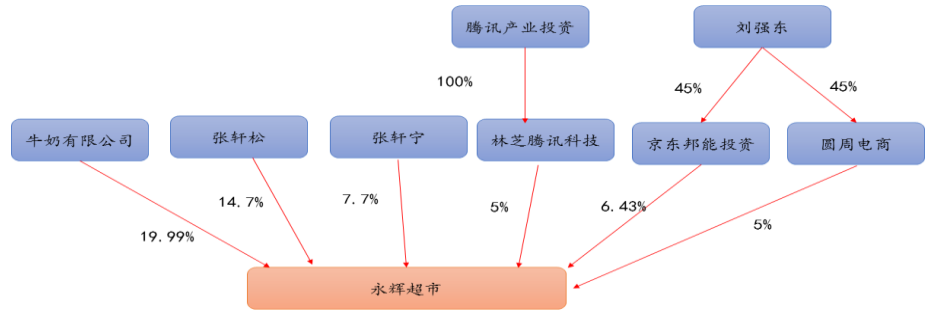 腾讯产业投资
刘强东
100%
45%
45%
牛奶有限公司
张轩松
张轩宁
林芝腾讯科技
京东邦能投资
圆周电商
14.7%
7.7%
5%
6.43%
19.99%
5%
永辉超市